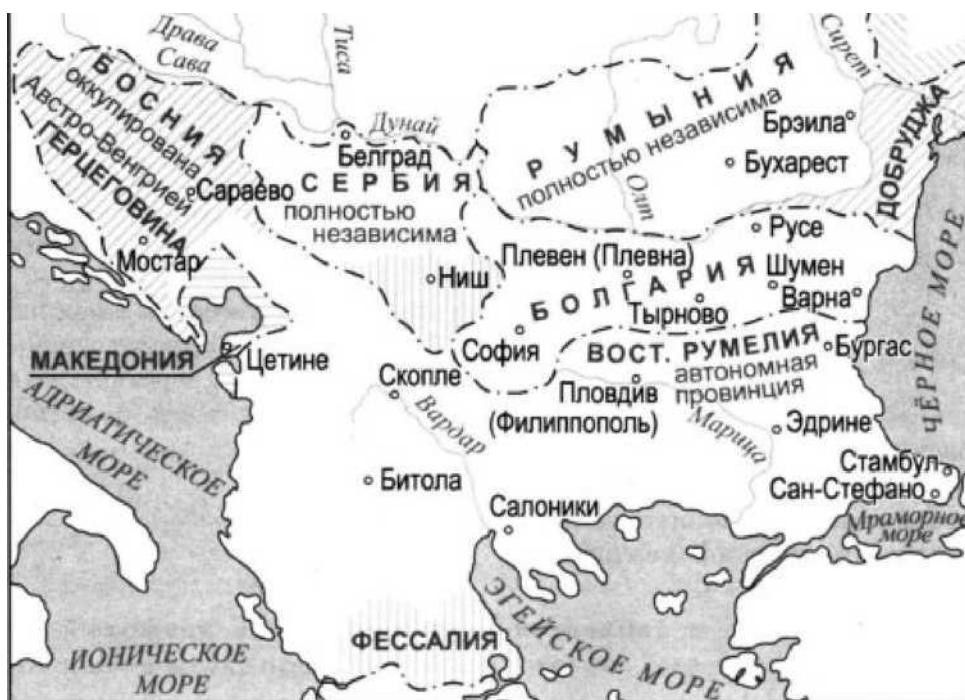 Драва
Сава
Тиса
Сирет
БОСНИЯ
оккупирована
Австро-Венгрией
ГЕРЦЕГОВИНА
Сараево
Мостар
Дунай
Белград
СЕРБИЯ
полностью
независима
Ниш
РУМЫНИЯ
полностью независима
Олт
Брэила
Бухарест
ДОБРУДЖА
Русе
Плевен (Плевна)
БОЛГАРИЯ
Шумен
Варна
Тырново
София
ВОСТ. РУМЕЛИЯ
автономная
провинция
Бургас
ЧЁРНОЕ МОРЕ
МАКЕДОНИЯ
Цетине
Скопле
Вардар
Пловдив
(Филиппополь)
Марица
Эдрине
АДРИАТИЧЕСКОЕ
МОРЕ
Битола
Салоники
Стамбул
Сан-Стефано
Мраморное
море
ЭГЕЙСКОЕ МОРЕ
ФЕССАЛИЯ
ИОНИЧЕСКОЕ
МОРЕ